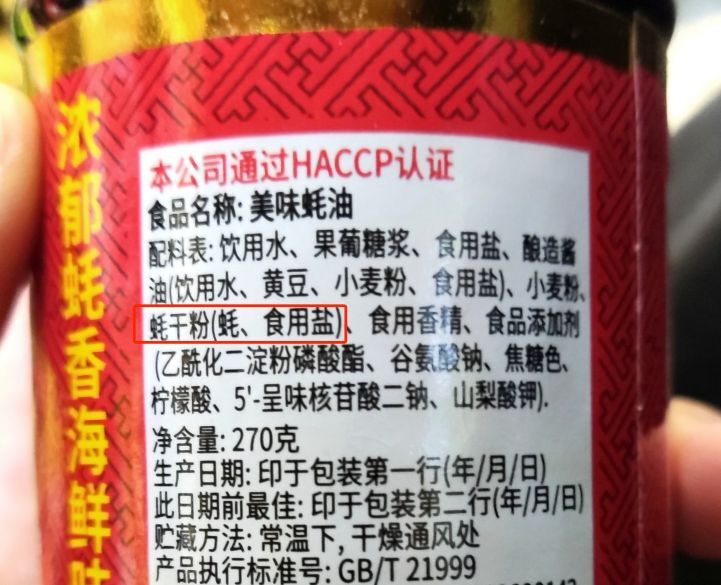 浓郁蚝香海鲜
本公司通过HACCP认证
食品名称: 美味蚝油
配料表: 饮用水、果葡糖浆、食用盐、酿造酱
油(饮用水、黄豆、小麦粉、食用盐)、小麦粉、
蚝干粉(蚝、食用盐)、食用香精、食品添加剂
(乙酰化二淀粉磷酸酯、谷氨酸钠、焦糖色、
柠檬酸、5'-呈味核苷酸二钠、山梨酸钾).
净含量: 270克
生产日期: 印于包装第一行(年/月/日)
此日期前最佳: 印于包装第二行(年/月/日)
贮藏方法: 常温下, 干燥通风处
产品执行标准号: GB/T 21999